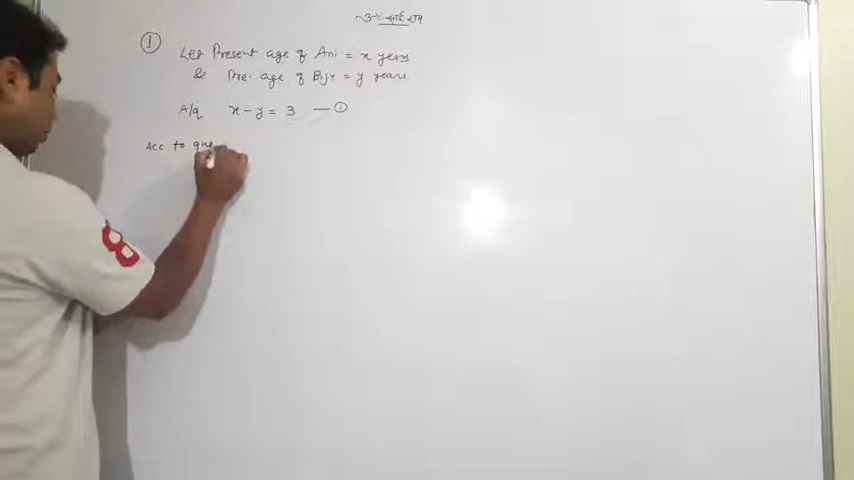 ①
Let Present age of Ani = x years
& Pre. age of Biju = y years
A/q x - y = 3 — ①
Acc to que